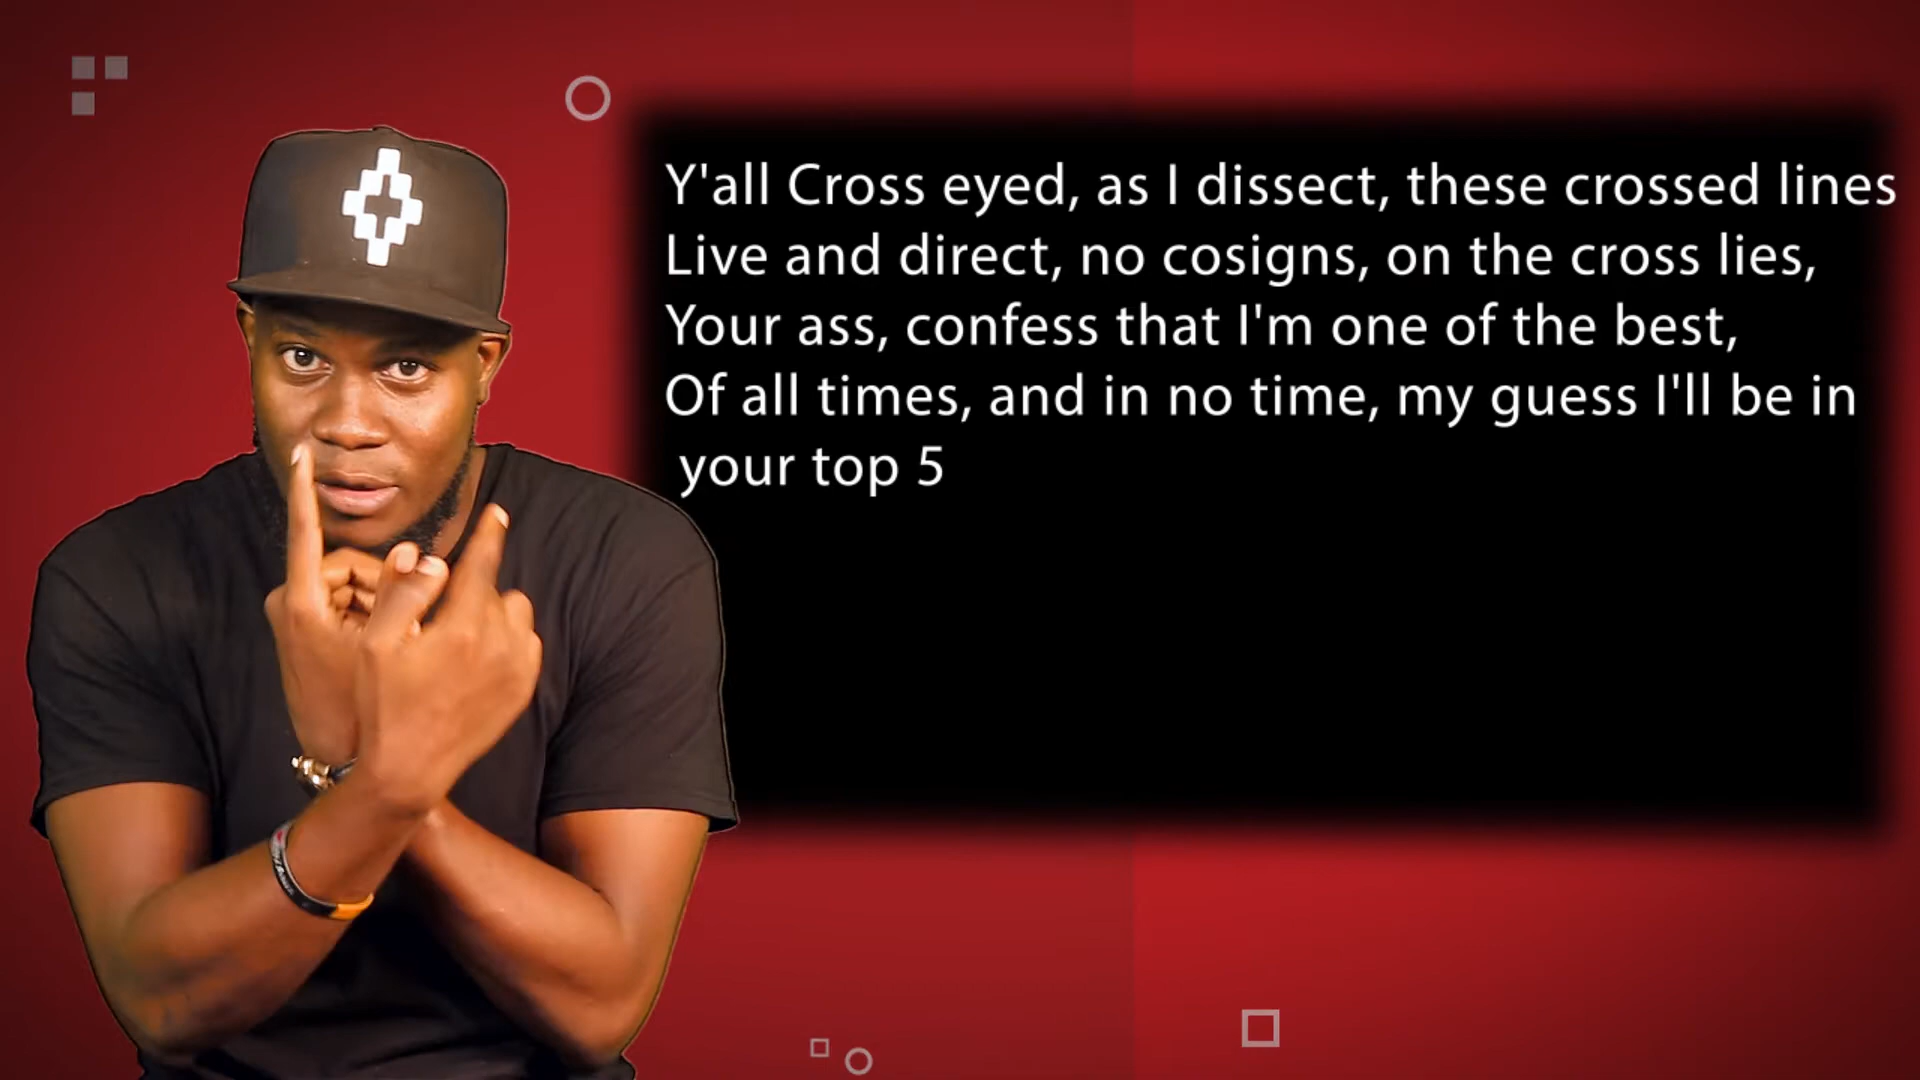 Y'all Cross eyed, as I dissect, these crossed lines
Live and direct, no cosigns, on the cross lies,
Your ass, confess that I'm one of the best,
Of all times, and in no time, my guess I'll be in
your top 5